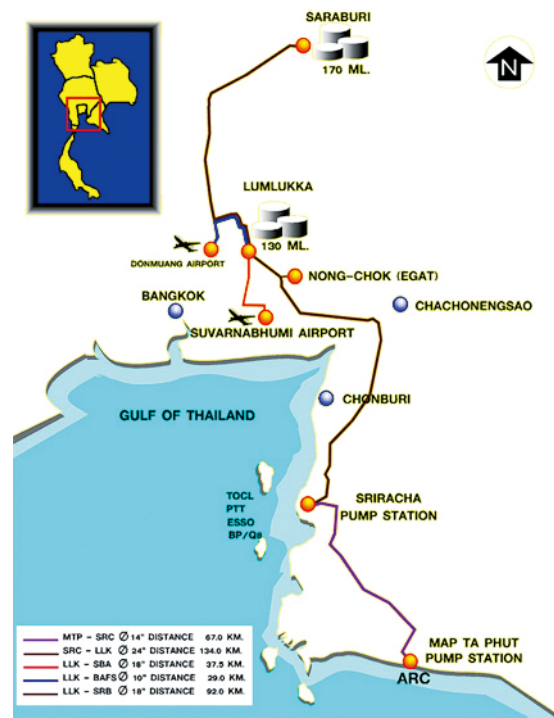 SARABURI
170 ML.
N
LUMLUKKA
130 ML.
DONMUANG AIRPORT
NONG-CHOK (EGAT)
BANGKOK
CHACHONENGSAO
SUVARNABHUMI AIRPORT
CHONBURI
GULF OF THAILAND
TOCL
PTT
ESSO
BP/Q8
SRIRACHA
PUMP STATION
MAP TA PHUT
PUMP STATION
ARC
MTP - SRC Ø 14" DISTANCE 67.0 KM.
SRC - LLK Ø 24" DISTANCE 134.0 KM.
LLK - SBA Ø 18" DISTANCE 37.5 KM.
LLK - BAFS Ø 10" DISTANCE 29.0 KM.
LLK - SRB Ø 18" DISTANCE 92.0 KM.